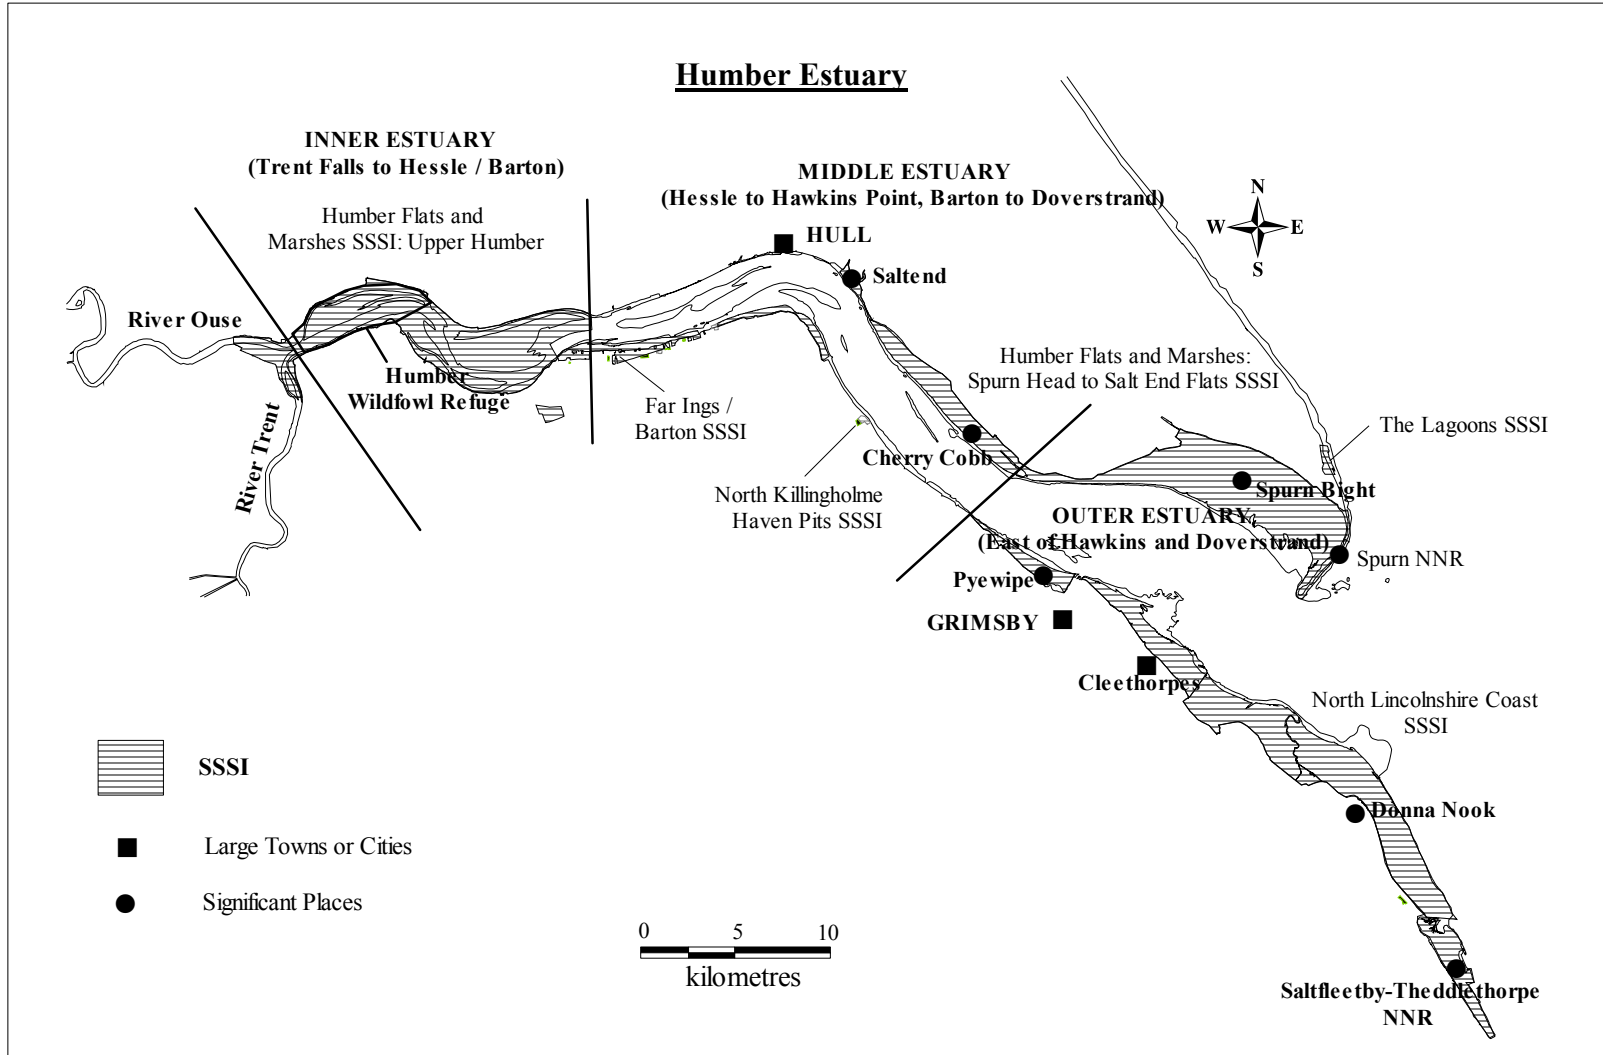 Humber Estuary
INNER ESTUARY
(Trent Falls to Hessle / Barton)
MIDDLE ESTUARY
(Hessle to Hawkins Point, Barton to Doverstrand)
N
W
E
S
Humber Flats and
Marshes SSSI: Upper Humber
HULL
Saltend
River Ouse
Humber
Wildfowl Refuge
River Trent
Far Ings /
Barton SSSI
Humber Flats and Marshes:
Spurn Head to Salt End Flats SSSI
The Lagoons SSSI
Cherry Cobb
North Killingholme
Haven Pits SSSI
Spurn Bight
OUTER ESTUARY
(East of Hawkins and Doverstrand)
Spurn NNR
Pyewipe
GRIMSBY
Cleethorpes
North Lincolnshire Coast
SSSI
Donna Nook
SSSI
Large Towns or Cities
Significant Places
0 5 10
kilometres
Saltfleetby-Theddlethorpe
NNR